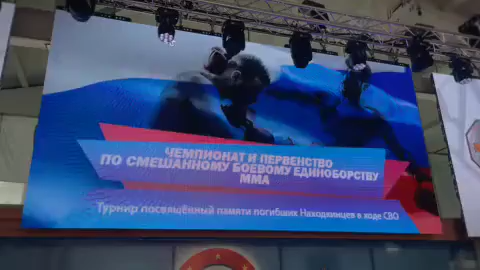 ЧЕМПИОНАТ И ПЕРВЕНСТВО
ПО СМЕШАННОМУ БОЕВОМУ ЕДИНОБОРСТВУ
ММА
Турнир посвящённый памяти погибших Находкинцев в ходе СВО